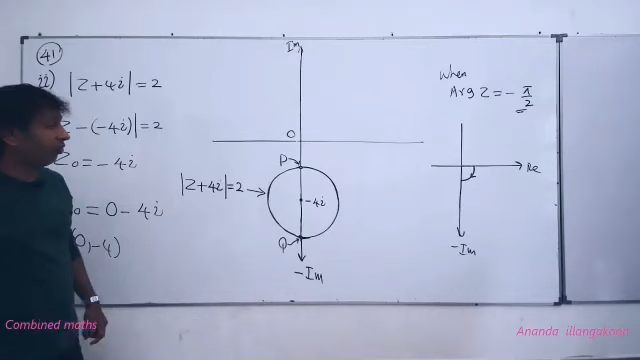 41
ii) |Z+4i| = 2
Z-(-4i)| = 2
Z₀ = -4i
= 0-4i
0,-4)
Im
0
P
|Z+4i|=2
-4i
Q
-Im
When
Arg Z = - π/2
Re
-Im
Combined maths
Ananda illangakoon